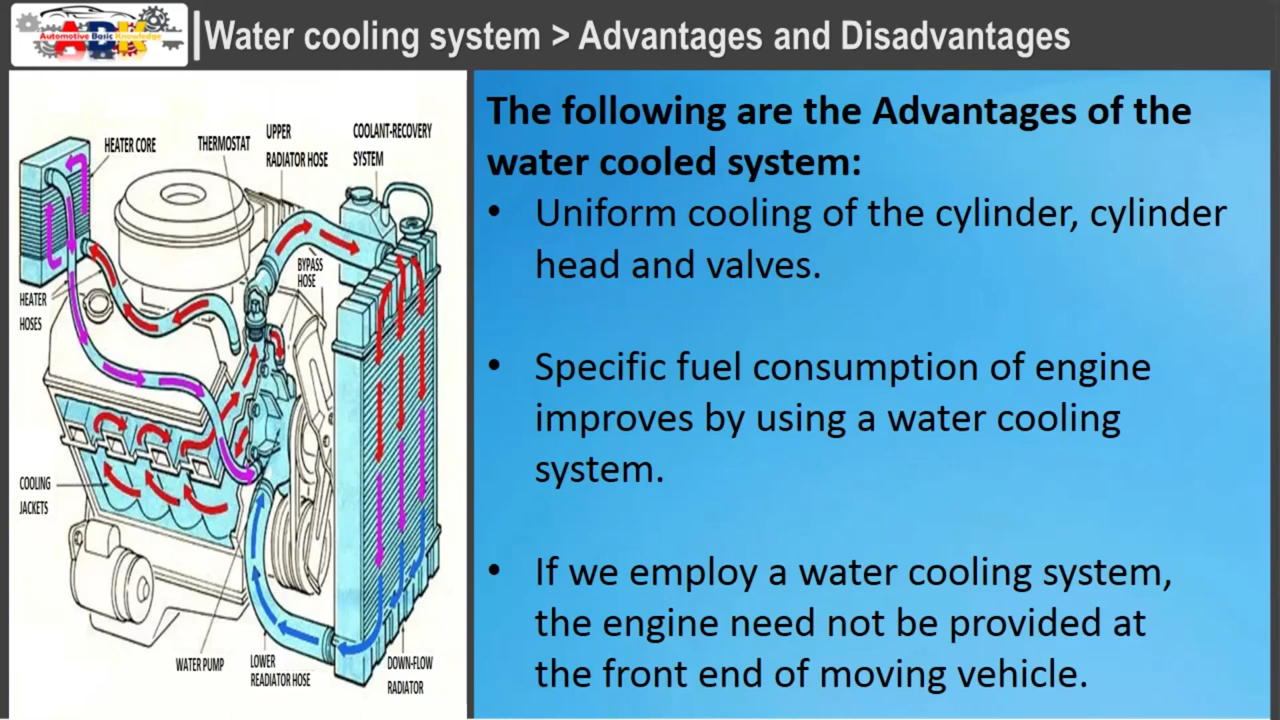 Automotive Basic Knowledge
ABK
Water cooling system > Advantages and Disadvantages
HEATER CORE
THERMOSTAT
UPPER
RADIATOR HOSE
COOLANT-RECOVERY
SYSTEM
BYPASS
HOSE
HEATER
HOSES
COOLING
JACKETS
WATER PUMP
LOWER
READIATOR HOSE
DOWN-FLOW
RADIATOR
The following are the Advantages of the
water cooled system:
• Uniform cooling of the cylinder, cylinder
head and valves.
• Specific fuel consumption of engine
improves by using a water cooling
system.
• If we employ a water cooling system,
the engine need not be provided at
the front end of moving vehicle.